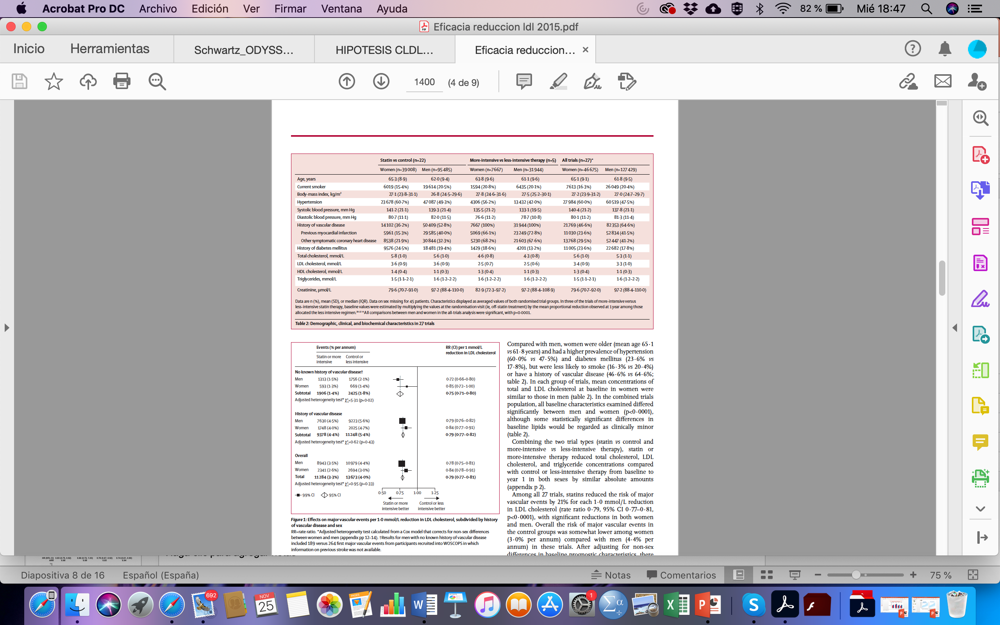 Acrobat Pro DC Archivo Edición Ver Firmar Ventana Ayuda 82 % Mié 18:47
Eficacia reduccion ldl 2015.pdf
Inicio Herramientas Schwartz_ODYSS... HIPOTESIS CLDL... Eficacia reduccion... ×
1400 (4 de 9)
Statin vs control (n=22) More-intensive vs less-intensive therapy (n=5) All trials (n=27)*
Women (n=39 008) Men (n=95 485) Women (n=7667) Men (n=31 944) Women (n=46 675) Men (n=127 429)
Age, years 65·3 (8·9) 62·0 (9·4) 63·8 (9·6) 61·1 (9·6) 65·1 (9·1) 61·8 (9·5)
Current smoker 6019 (15·4%) 19 614 (20·5%) 1594 (20·8%) 6435 (20·1%) 7613 (16·3%) 26 049 (20·4%)
Body-mass index, kg/m² 27·1 (23·8–31·1) 26·8 (24·5–29·6) 27·8 (24·6–31·6) 27·5 (25·2–30·1) 27·2 (23·9–31·2) 27·0 (24·7–29·7)
Hypertension 23 678 (60·7%) 47 087 (49·3%) 4306 (56·2%) 13 432 (42·0%) 27 984 (60·0%) 60 519 (47·5%)
Systolic blood pressure, mm Hg 141·2 (21·1) 139·3 (21·4) 135·5 (21·2) 133·1 (19·5) 140·4 (21·2) 137·8 (21·1)
Diastolic blood pressure, mm Hg 80·7 (11·1) 82·0 (11·5) 76·6 (11·2) 78·7 (10·8) 80·1 (11·2) 81·3 (11·4)
History of vascular disease 14 102 (36·2%) 50 409 (52·8%) 7667 (100%) 31 944 (100%) 21 769 (46·6%) 82 353 (64·6%)
Previous myocardial infarction 5961 (15·3%) 29 585 (40·0%) 5069 (66·1%) 23 249 (72·8%) 11 030 (23·6%) 52 834 (41·5%)
Other symptomatic coronary heart disease 8538 (21·9%) 30 844 (32·3%) 5230 (68·2%) 21 603 (67·6%) 13 768 (29·5%) 52 447 (41·2%)
History of diabetes mellitus 9576 (24·5%) 18 481 (19·4%) 1429 (18·6%) 4201 (13·2%) 11 005 (23·6%) 22 682 (17·8%)
Total cholesterol, mmol/L 5·8 (1·0) 5·6 (1·0) 4·6 (0·8) 4·3 (0·8) 5·6 (1·0) 5·3 (1·1)
LDL cholesterol, mmol/L 3·6 (0·9) 3·6 (0·9) 2·5 (0·7) 2·5 (0·6) 3·4 (0·9) 3·3 (1·0)
HDL cholesterol, mmol/L 1·4 (0·4) 1·1 (0·3) 1·3 (0·4) 1·1 (0·3) 1·3 (0·4) 1·1 (0·3)
Triglycerides, mmol/L 1·5 (1·1–2·1) 1·6 (1·2–2·2) 1·6 (1·2–2·2) 1·6 (1·2–2·2) 1·5 (1·1–2·1) 1·6 (1·2–2·2)
Creatinine, µmol/L 79·6 (70·7–91·0) 97·2 (88·4–110·0) 82·9 (72·3–97·2) 97·2 (88·4–108·9) 79·6 (70·7–92·0) 97·2 (88·4–110·0)
Data are n (%), mean (SD), or median (IQR). Data on sex missing for 45 patients. Characteristics displayed as averaged values of both randomised trial groups. In three of the trials of more-intensive versus
less-intensive statin therapy, baseline values were estimated by multiplying the values at the randomisation visit (ie, off-statin treatment) by the mean proportional reduction observed at 1 year among those
allocated the less intensive regimen.²⁰⁻²² *All comparisons between men and women in the all-trials analysis were significant, with p<0·0001.
Table 2: Demographic, clinical, and biochemical characteristics in 27 trials
Events (% per annum) RR (CI) per 1 mmol/L
reduction in LDL cholesterol
Statin or more Control or
intensive less intensive
No known history of vascular disease†
Men 1313 (1·5%) 1756 (2·1%) 0·72 (0·66–0·80)
Women 593 (1·3%) 669 (1·4%) 0·85 (0·72–1·00)
Subtotal 1906 (1·4%) 2425 (1·8%) 0·75 (0·71–0·80)
Adjusted heterogeneity test* χ²₁=5·31 (p=0·02)
History of vascular disease
Men 7630 (4·5%) 9223 (5·6%) 0·79 (0·76–0·82)
Women 1748 (4·0%) 2025 (4·7%) 0·84 (0·77–0·91)
Subtotal 9378 (4·4%) 11 248 (5·4%) 0·79 (0·77–0·82)
Adjusted heterogeneity test* χ²₁=0·62 (p=0·43)
Overall
Men 8943 (3·5%) 10 979 (4·4%) 0·78 (0·75–0·81)
Women 2341 (2·6%) 2694 (3·0%) 0·84 (0·78–0·91)
Total 11 284 (3·3%) 13 673 (4·0%) 0·79 (0·77–0·81)
Adjusted heterogeneity test* χ²₁=0·95 (p=0·33)
99% CI 95% CI 0·50 0·75 1·00 1·25
Statin or more Control or less
intensive better intensive better
Figure 1: Effects on major vascular events per 1·0 mmol/L reduction in LDL cholesterol, subdivided by history
of vascular disease and sex
RR=rate ratio. *Adjusted heterogeneity test calculated from a Cox model that corrects for non-sex differences
between women and men (appendix pp 12–14). †Results for men with no known history of vascular disease
included 189 versus 264 first major vascular events from participants recruited into WOSCOPS in which
information on previous stroke was not available.
Compared with men, women were older (mean age 65·1
vs 61·8 years) and had a higher prevalence of hypertension
(60·0% vs 47·5%) and diabetes mellitus (23·6% vs
17·8%), but were less likely to smoke (16·3% vs 20·4%)
or have a history of vascular disease (46·6% vs 64·6%;
table 2). In each group of trials, mean concentrations of
total and LDL cholesterol at baseline in women were
similar to those in men (table 2). In the combined trials
population, all baseline characteristics examined differed
significantly between men and women (p<0·0001),
although some statistically significant differences in
baseline lipids would be regarded as clinically minor
(table 2).
Combining the two trial types (statin vs control and
more-intensive vs less-intensive therapy), statin or
more-intensive therapy reduced total cholesterol, LDL
cholesterol, and triglyceride concentrations compared
with control or less-intensive therapy from baseline to
year 1 in both sexes by similar absolute amounts
(appendix p 2).
Among all 27 trials, statins reduced the risk of major
vascular events by 21% for each 1·0 mmol/L reduction
in LDL cholesterol (rate ratio 0·79, 95% CI 0·77–0·81,
p<0·0001), with significant reductions in both women
and men. Overall the risk of major vascular events in
the control groups was somewhat lower among women
(3·0% per annum) compared with men (4·4% per
annum) in these trials. After adjusting for non-sex
differences in baseline prognostic characteristics, there
Diapositiva 8 de 16 Español (España) Notas Comentarios 75 %
692 NOV 25 PAGES 1